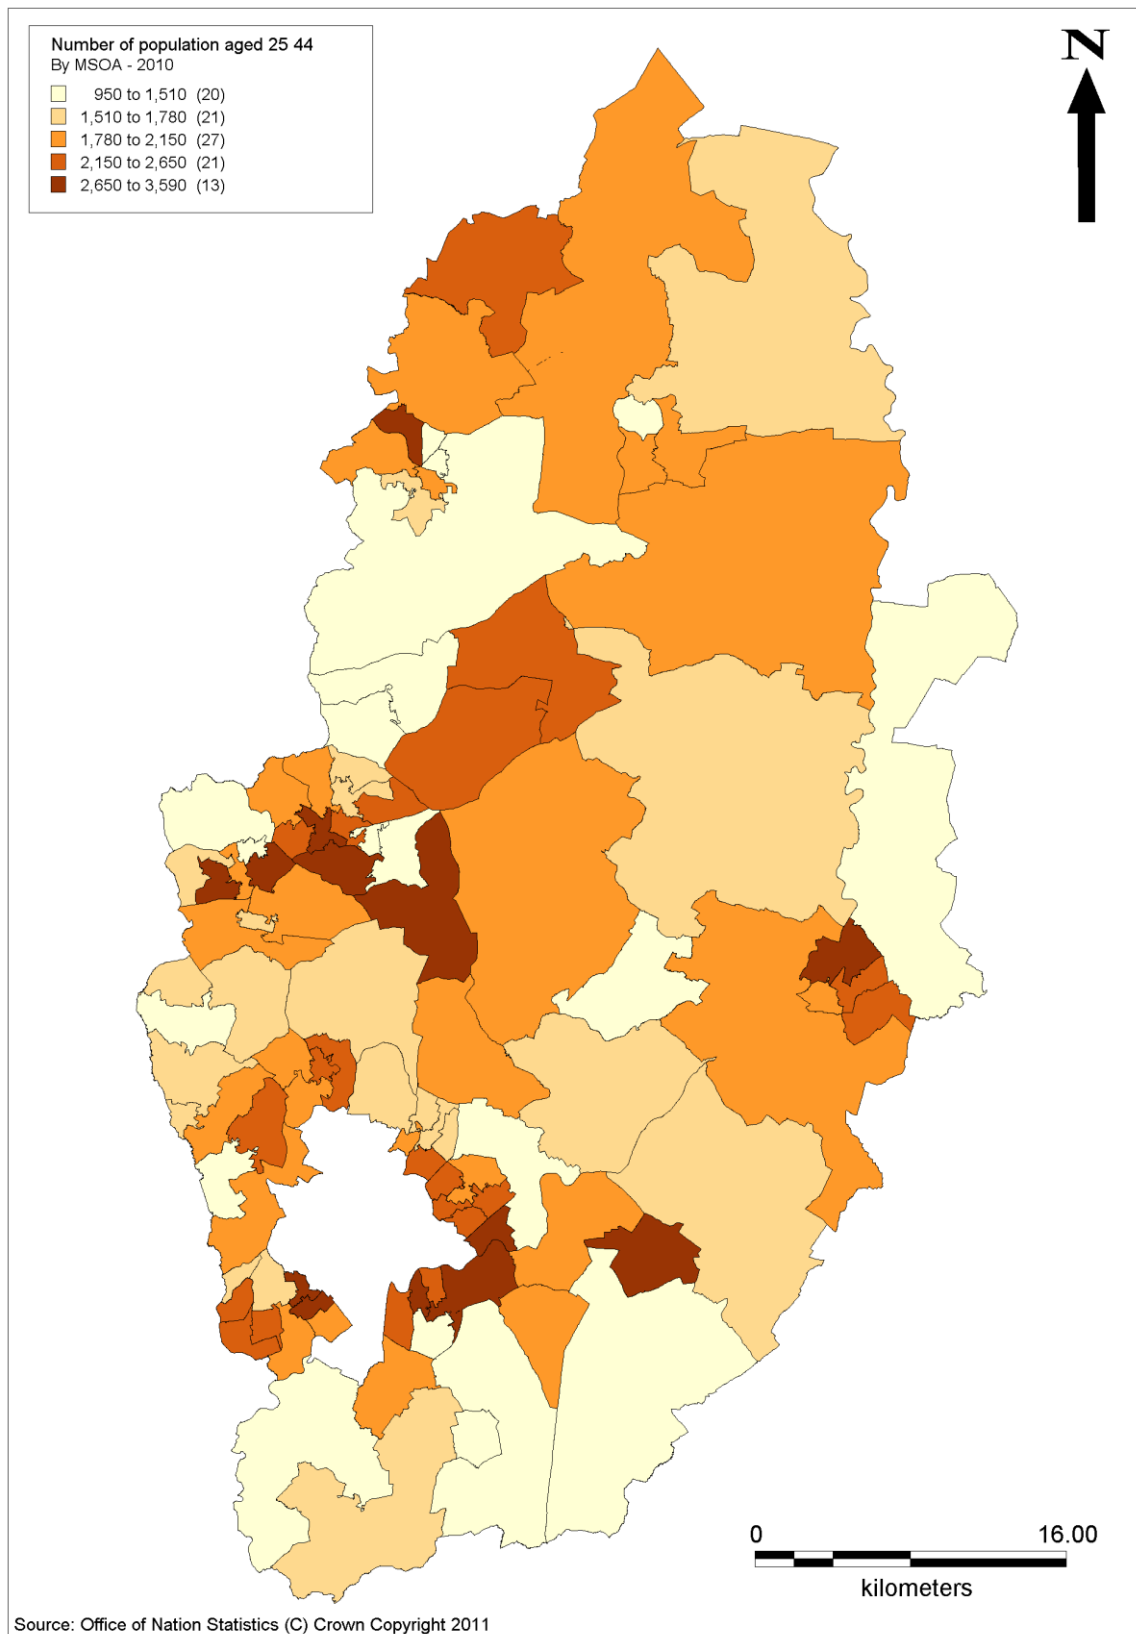 Number of population aged 25 44
By MSOA - 2010
950 to 1,510 (20)
1,510 to 1,780 (21)
1,780 to 2,150 (27)
2,150 to 2,650 (21)
2,650 to 3,590 (13)
N
0 16.00
kilometers
Source: Office of Nation Statistics (C) Crown Copyright 2011